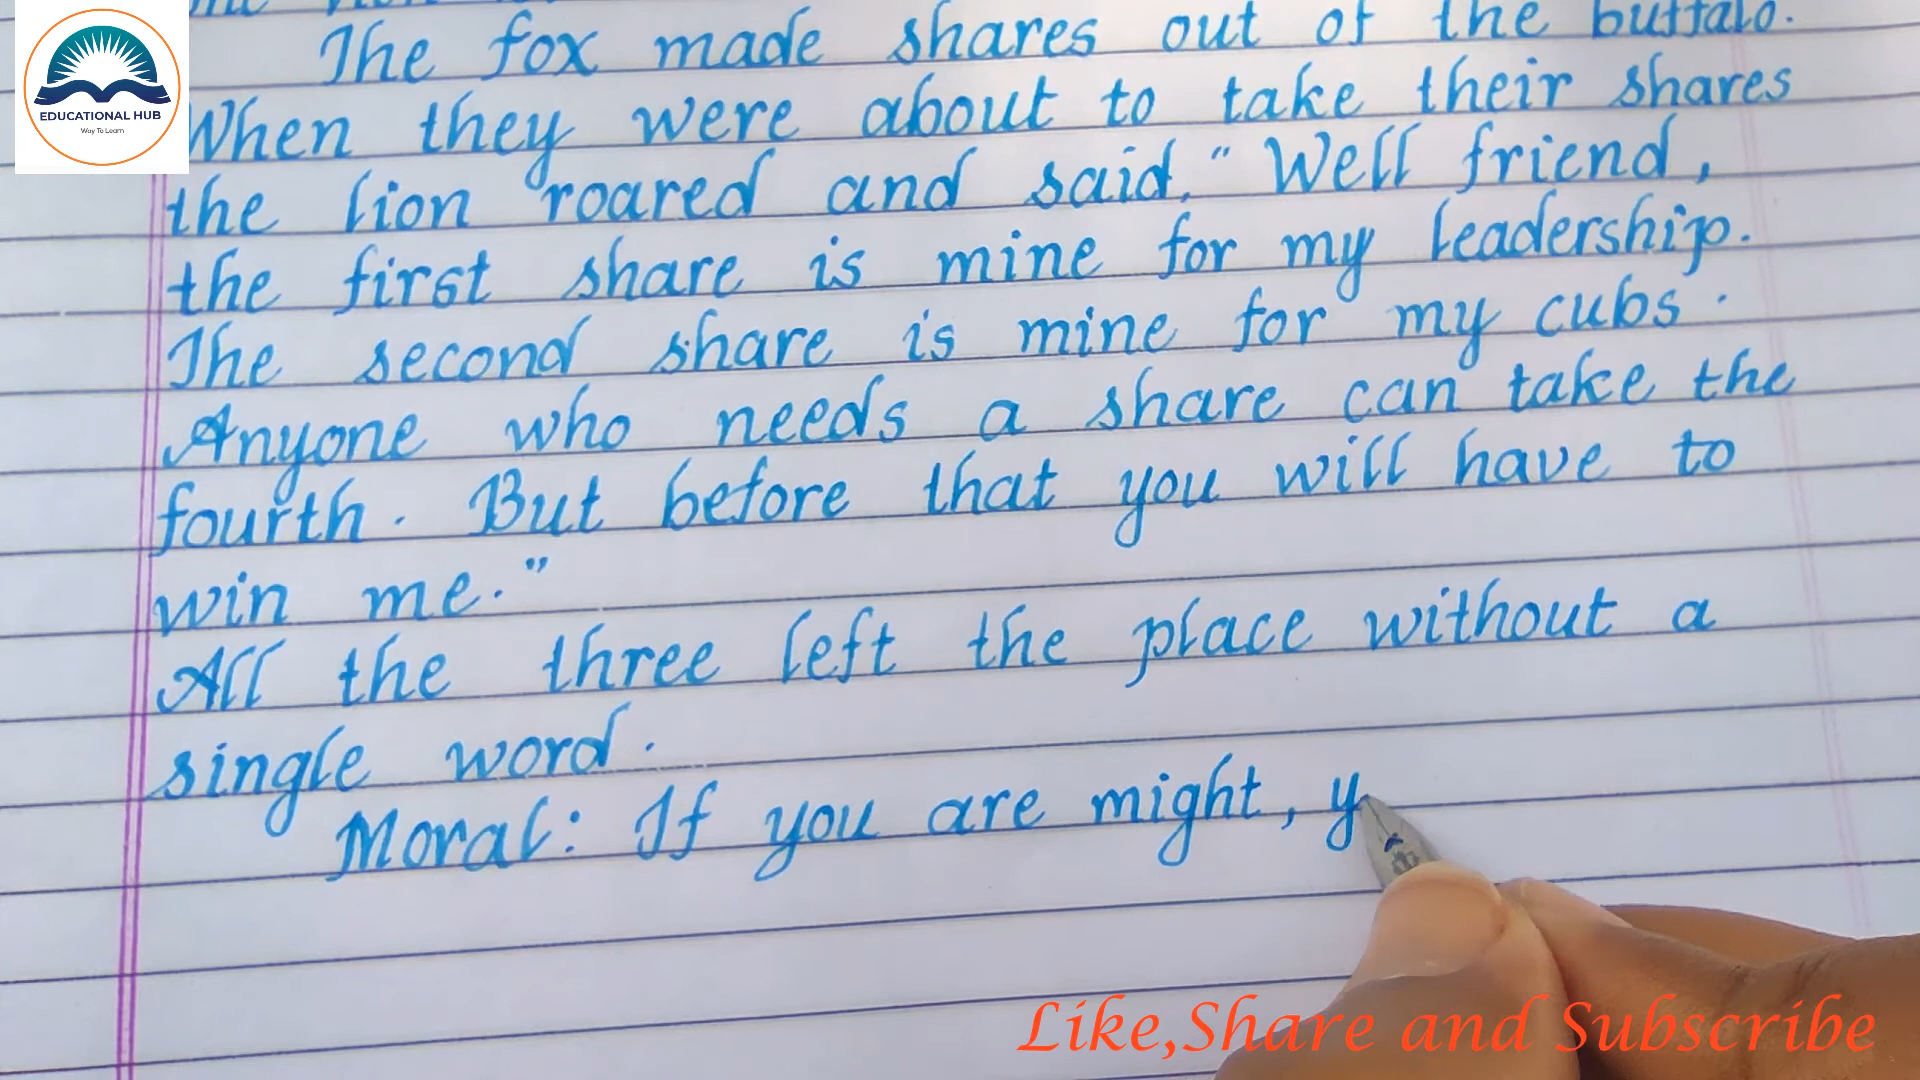 The fox made shares out of the buffalo.
When they were about to take their shares
the lion roared and said, "Well friend,
the first share is mine for my leadership.
The second share is mine for my cubs.
Anyone who needs a share can take the
fourth. But before that you will have to
win me."
All the three left the place without a
single word.
Moral: If you are might, y
EDUCATIONAL HUB
Way To Learn
Like,Share and Subscribe